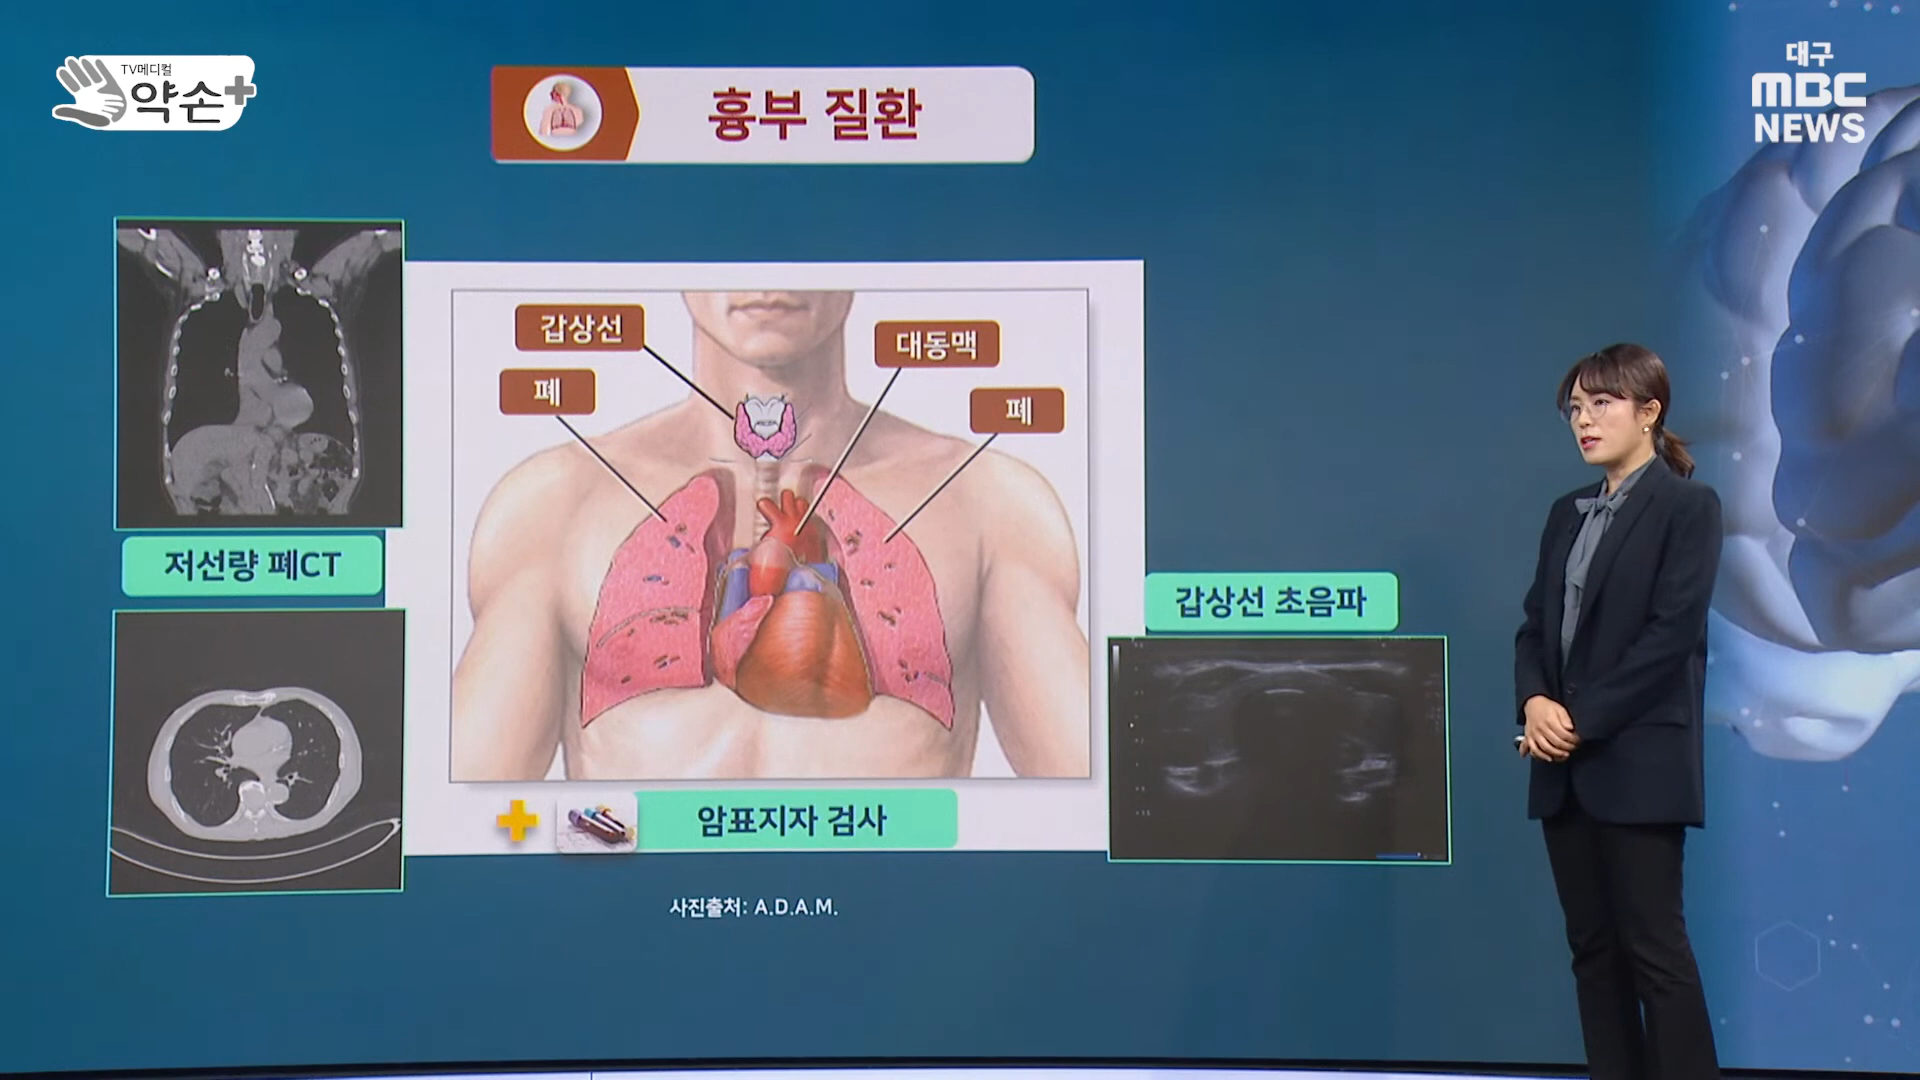 TV메디컬
약손+
대구
MBC
NEWS
흉부 질환
갑상선
대동맥
폐
폐
저선량 폐CT
갑상선 초음파
암표지자 검사
사진출처: A.D.A.M.